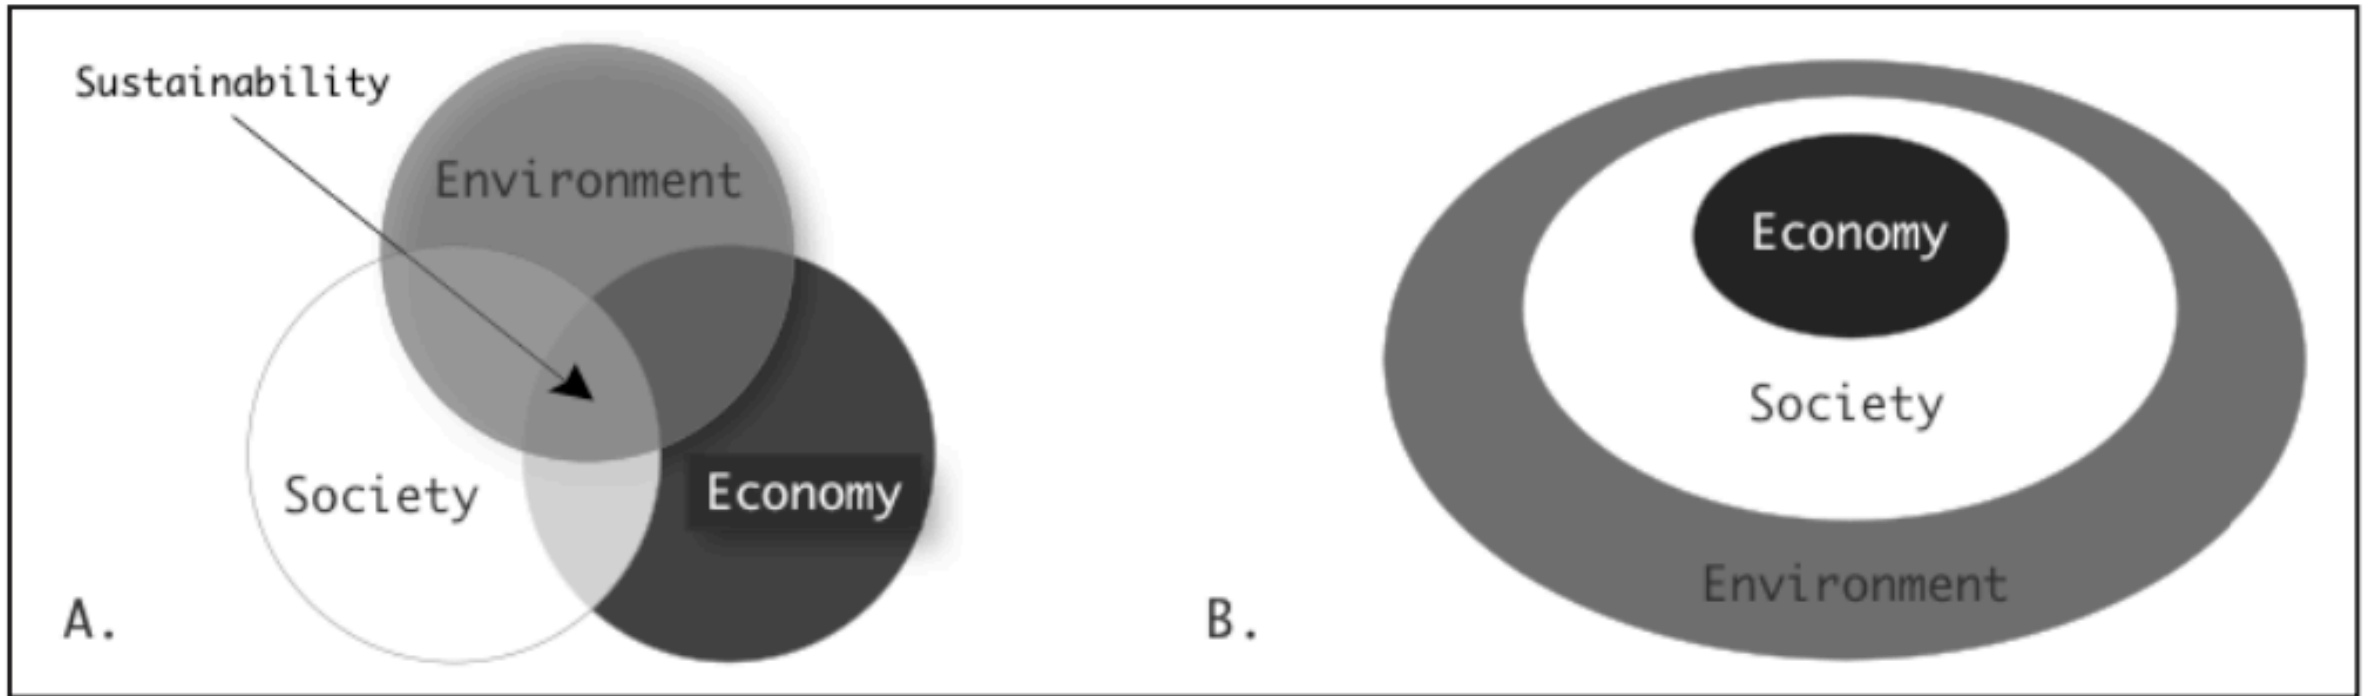 Sustainability
Environment
Society
Economy
A.
Economy
Society
Environment
B.